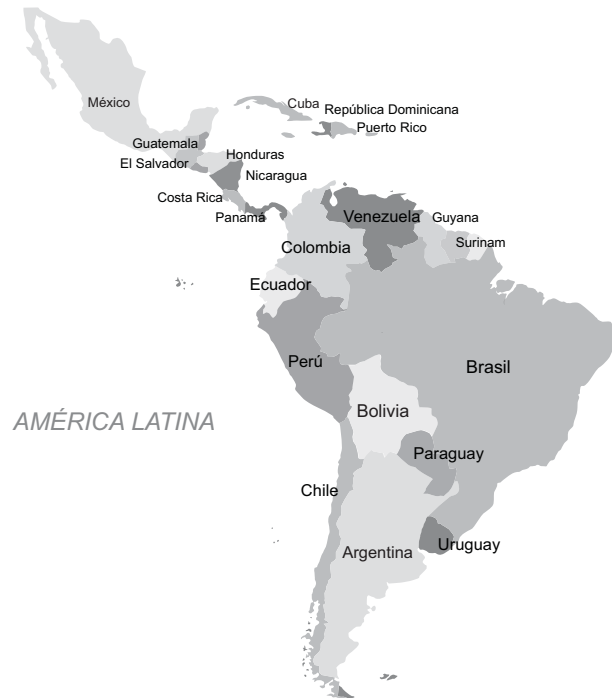 México
Cuba
República Dominicana
Puerto Rico
Guatemala
Honduras
El Salvador
Nicaragua
Costa Rica
Panamá
Venezuela
Guyana
Surinam
Colombia
Ecuador
Perú
Brasil
Bolivia
AMÉRICA LATINA
Paraguay
Chile
Uruguay
Argentina